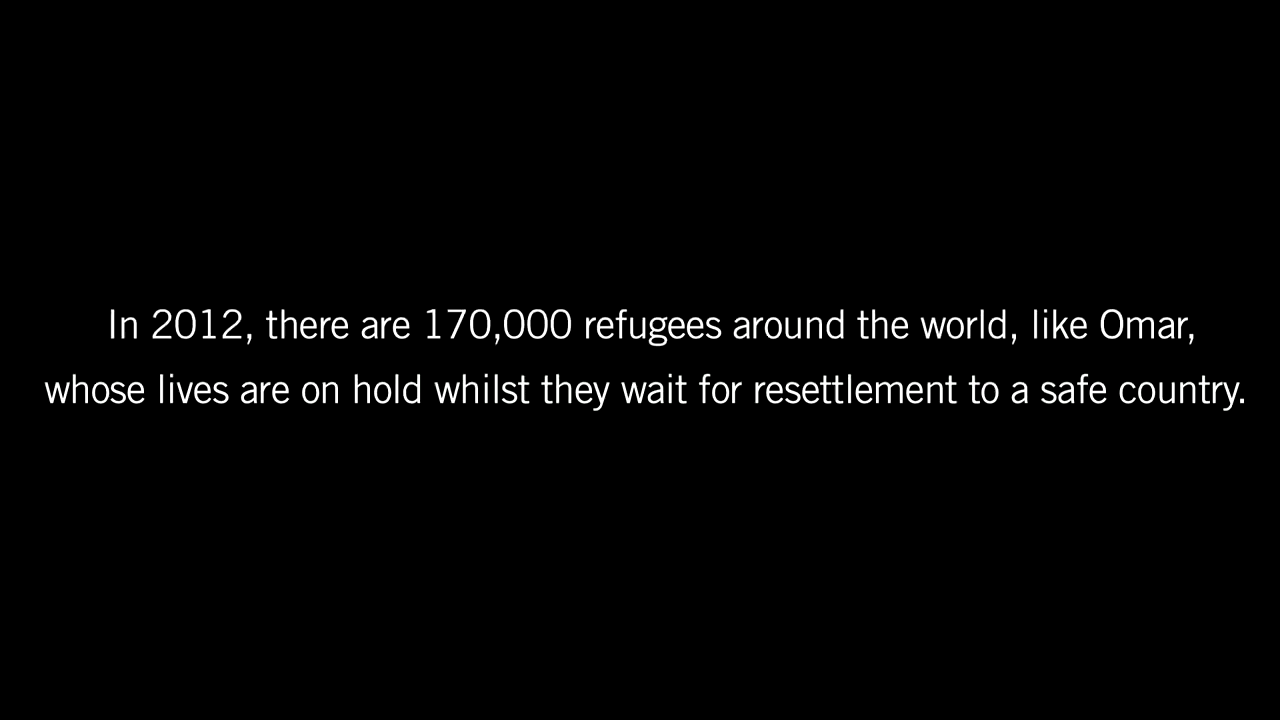 In 2012, there are 170,000 refugees around the world, like Omar,
whose lives are on hold whilst they wait for resettlement to a safe country.